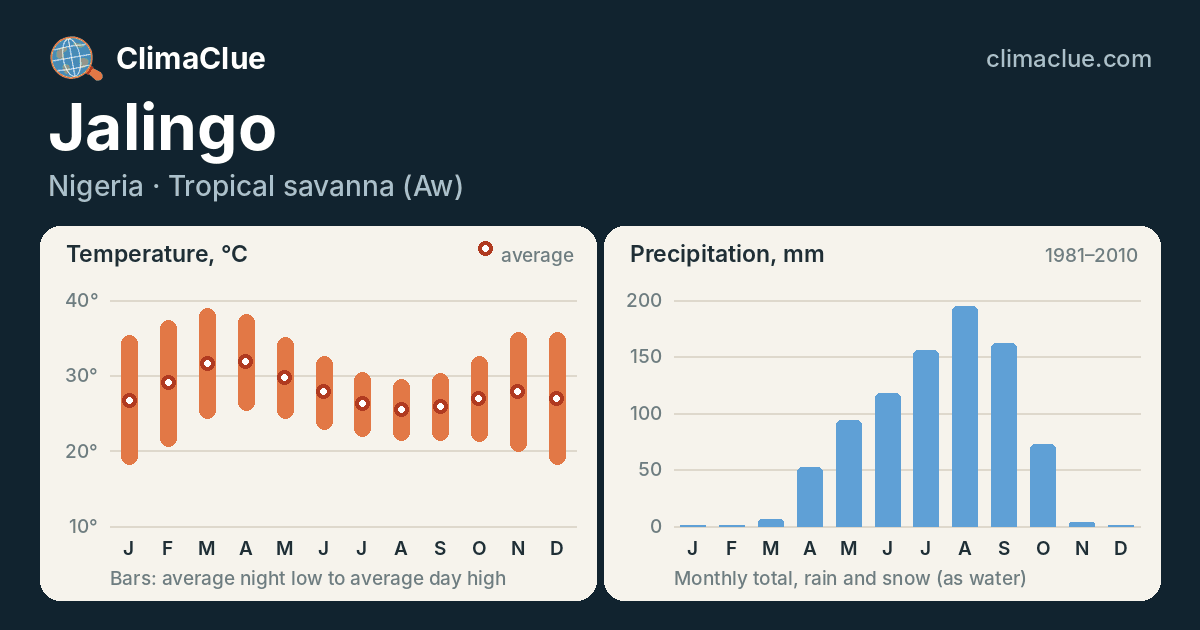 ClimaClue
climaclue.com
Jalingo
Nigeria · Tropical savanna (Aw)
Temperature, °C
average
40°
30°
20°
10°
J F M A M J J A S O N D
Bars: average night low to average day high
Precipitation, mm
1981–2010
200
150
100
50
0
J F M A M J J A S O N D
Monthly total, rain and snow (as water)